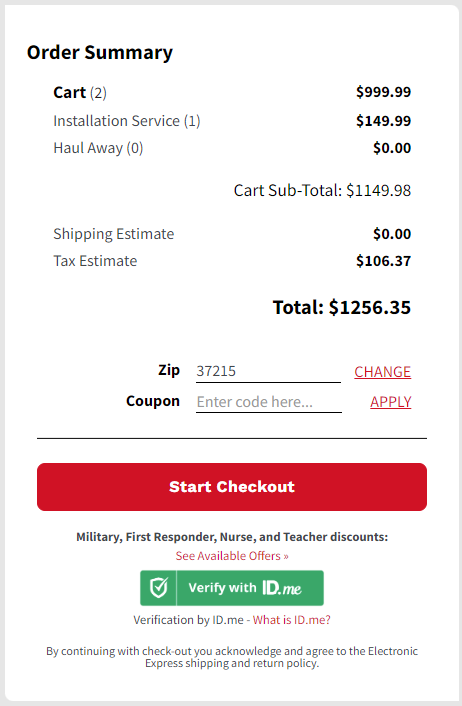 Order Summary
Cart (2) $999.99
Installation Service (1) $149.99
Haul Away (0) $0.00
Cart Sub-Total: $1149.98
Shipping Estimate $0.00
Tax Estimate $106.37
Total: $1256.35
Zip 37215 CHANGE
Coupon Enter code here... APPLY
Start Checkout
Military, First Responder, Nurse, and Teacher discounts:
See Available Offers »
Verify with ID.me
Verification by ID.me - What is ID.me?
By continuing with check-out you acknowledge and agree to the Electronic
Express shipping and return policy.